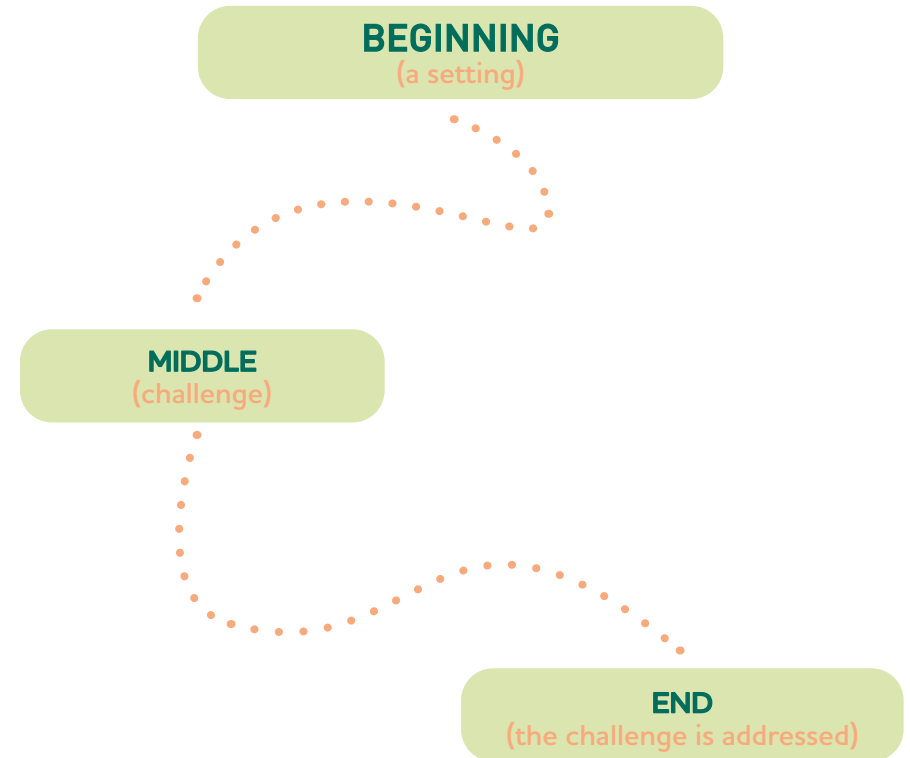 BEGINNING
(a setting)
MIDDLE
(challenge)
END
(the challenge is addressed)